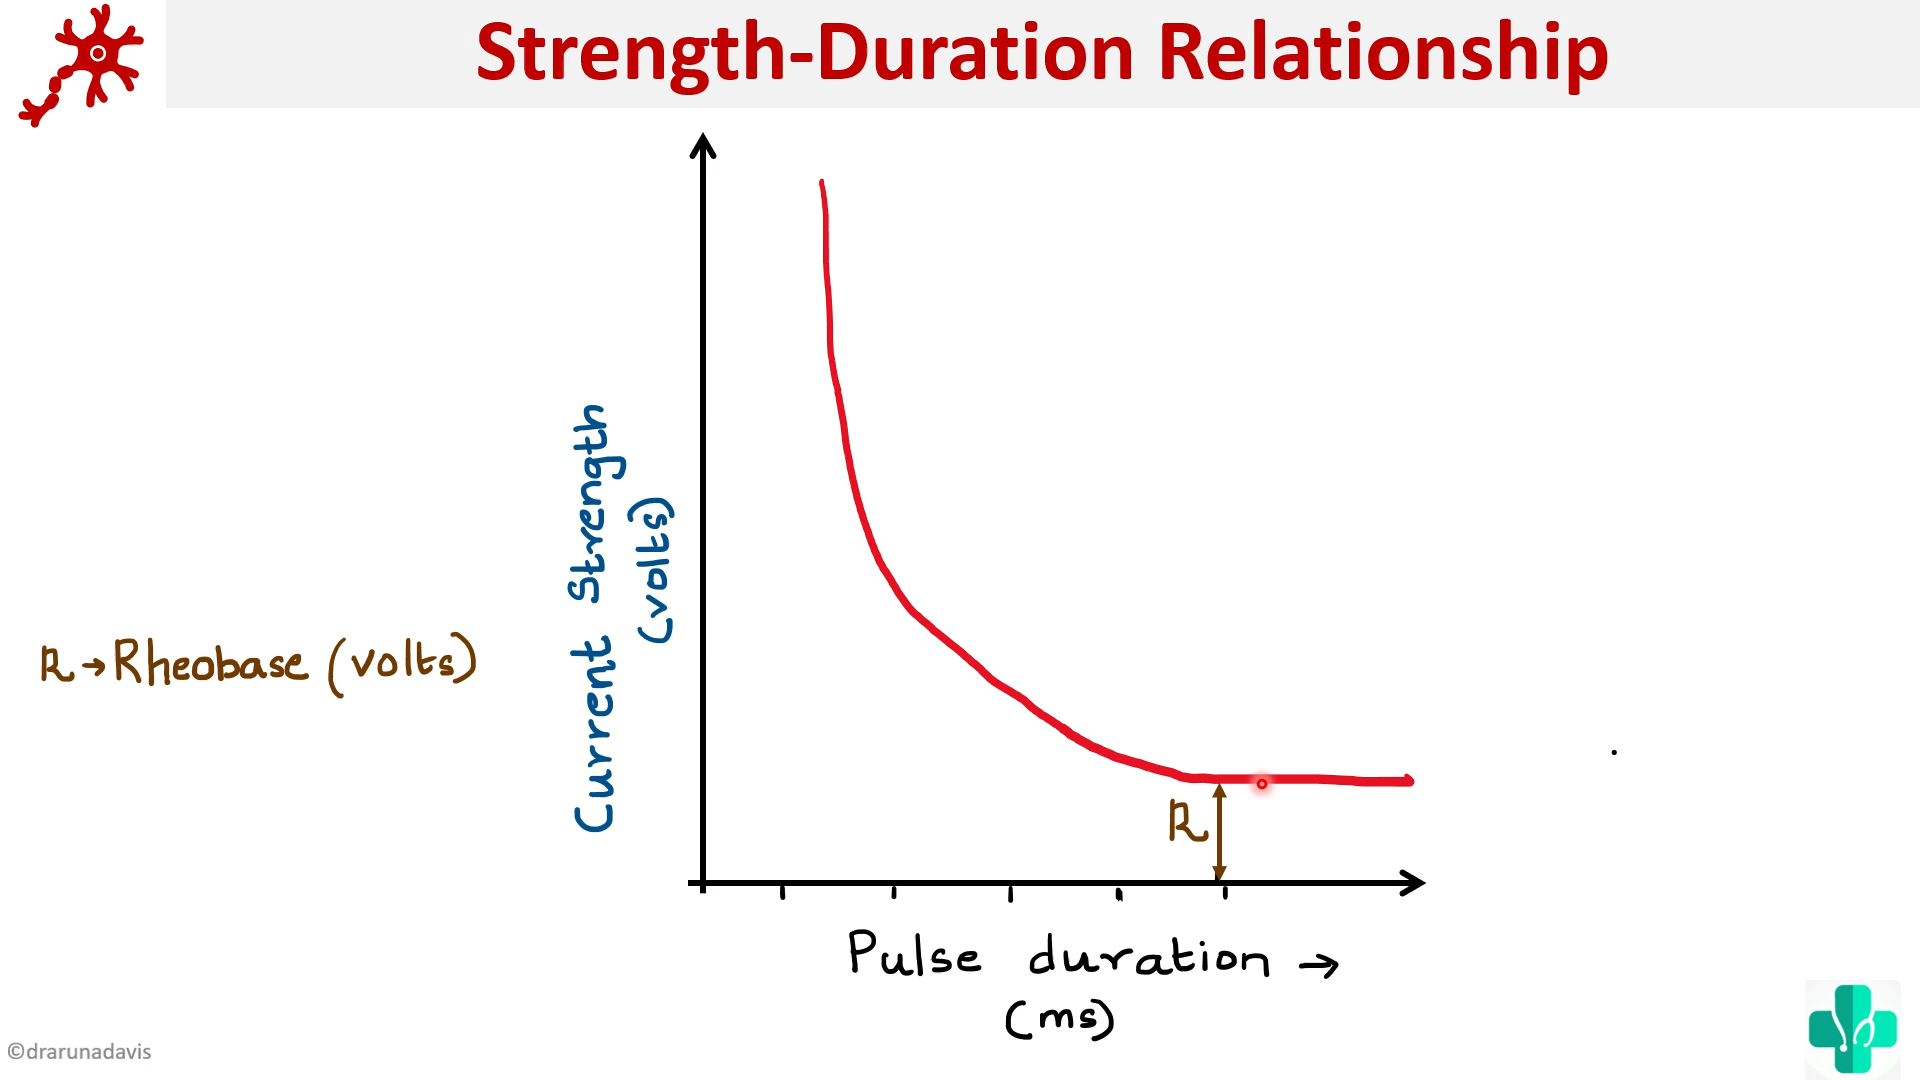 Strength-Duration Relationship
Current Strength
(volts)
R → Rheobase (volts)
R
Pulse duration →
(ms)
©drarunadavis